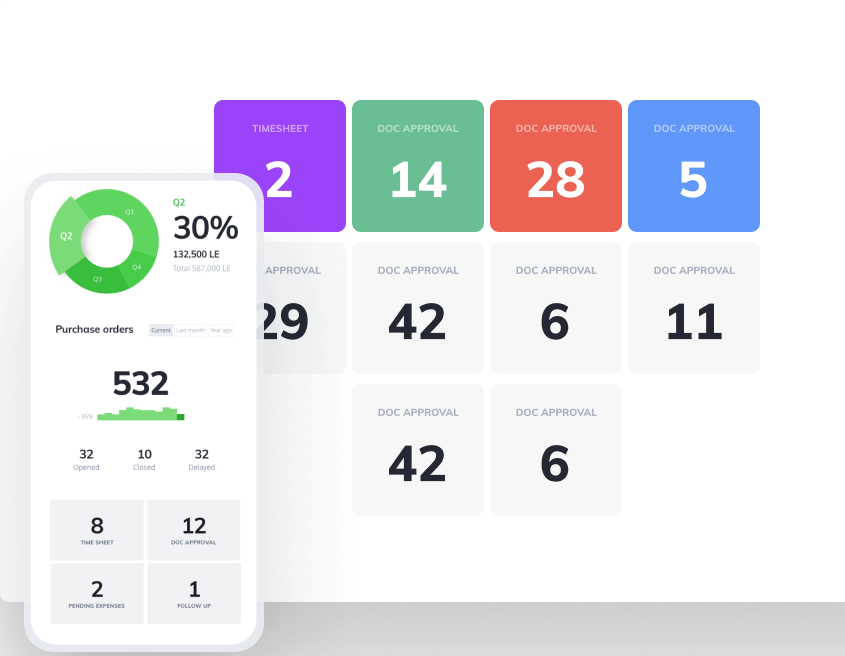 TIMESHEET
2
DOC APPROVAL
14
DOC APPROVAL
28
DOC APPROVAL
5
APPROVAL
29
DOC APPROVAL
42
DOC APPROVAL
6
DOC APPROVAL
11
DOC APPROVAL
42
DOC APPROVAL
6
Q1
Q2
Q4
Q3
Q2
30%
132,500 LE
Total 587,000 LE
Purchase orders
Current Last month Year ago
532
- 96%
32 10 32
Opened Closed Delayed
8
TIME SHEET
12
DOC APPROVAL
2
PENDING EXPENSES
1
FOLLOW UP